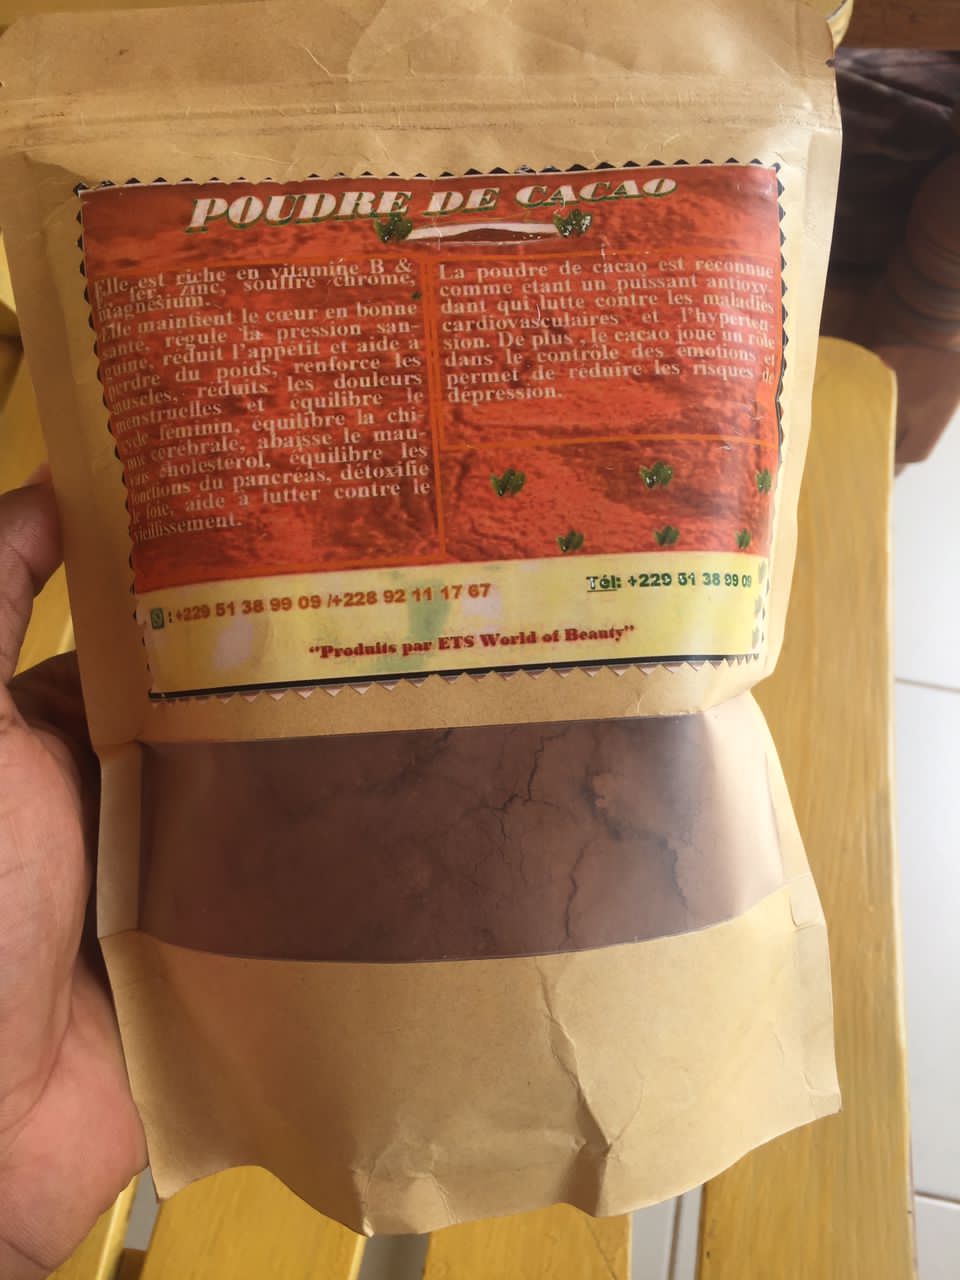 POUDRE DE CACAO
Elle est riche en vitamine B &
fer, Zinc, souffre chrome,
magnésium.
Elle maintient le cœur en bonne
santé, regule la pression san-
guine, réduit l'appétit et aide à
perdre du poids, renforce les
muscles, réduits les douleurs
menstruelles et équilibre le
cycle féminin, équilibre la chi-
mie cérébrale, abaisse le mau-
vais cholesterol, équilibre les
fonctions du pancréas, détoxifie
le foie, aide à lutter contre le
vieillissement.
La poudre de cacao est reconnue
comme étant un puissant antioxy-
dant qui lutte contre les maladies
cardiovasculaires et l'hyperten-
sion. De plus , le cacao joue un rôle
dans le contrôle des émotions et
permet de réduire les risques de
dépression.
: +229 51 38 99 09 /+228 92 11 17 67
Tél: +229 51 38 99 09
"Produits par ETS World of Beauty"